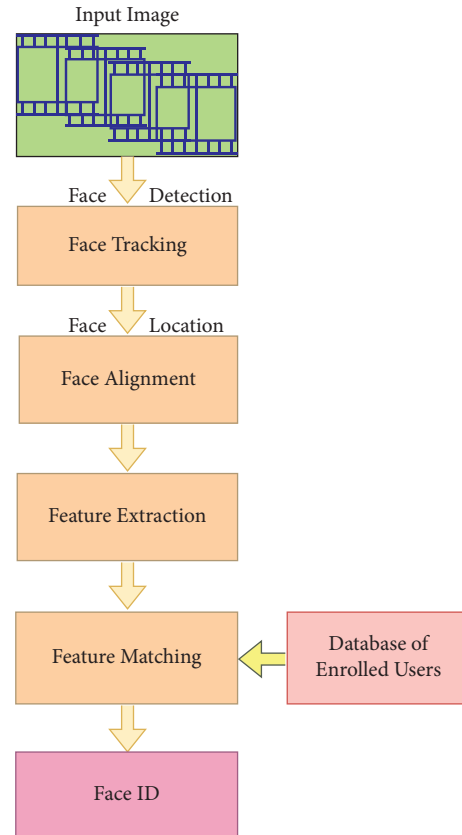 Input Image
Face Detection
Face Tracking
Face Location
Face Alignment
Feature Extraction
Feature Matching
Database of
Enrolled Users
Face ID